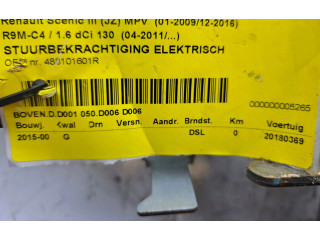 Renault Scenic III (JZ) MPV (01-2009/12-2016)
R9M-C4 / 1.6 dCi 130 (04-2011/...)
STUURBEKRACHTIGING ELEKTRISCH
nr. 480101601R
000000005265
BOVEN.D.D001 050.D006 D006
Bouwj. Kwal Drn Versn. Aandr. Brndst. Km Voertuig
2015-00 G DSL 0 20180369